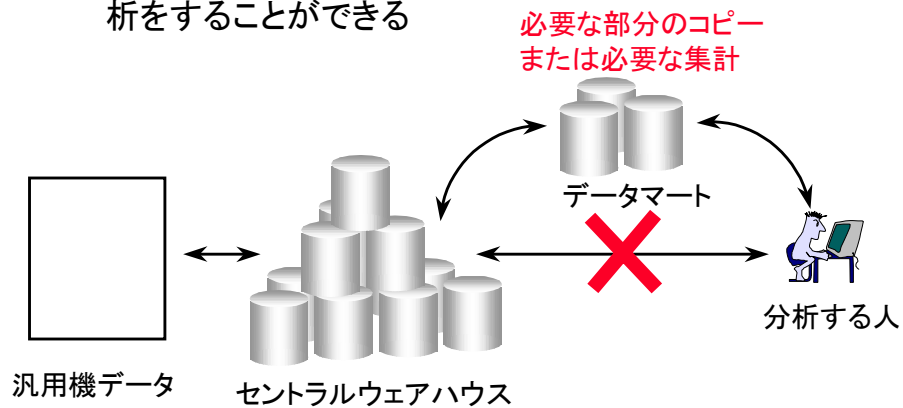 析をすることができる
必要な部分のコピー
または必要な集計
データマート
分析する人
汎用機データ
セントラルウェアハウス